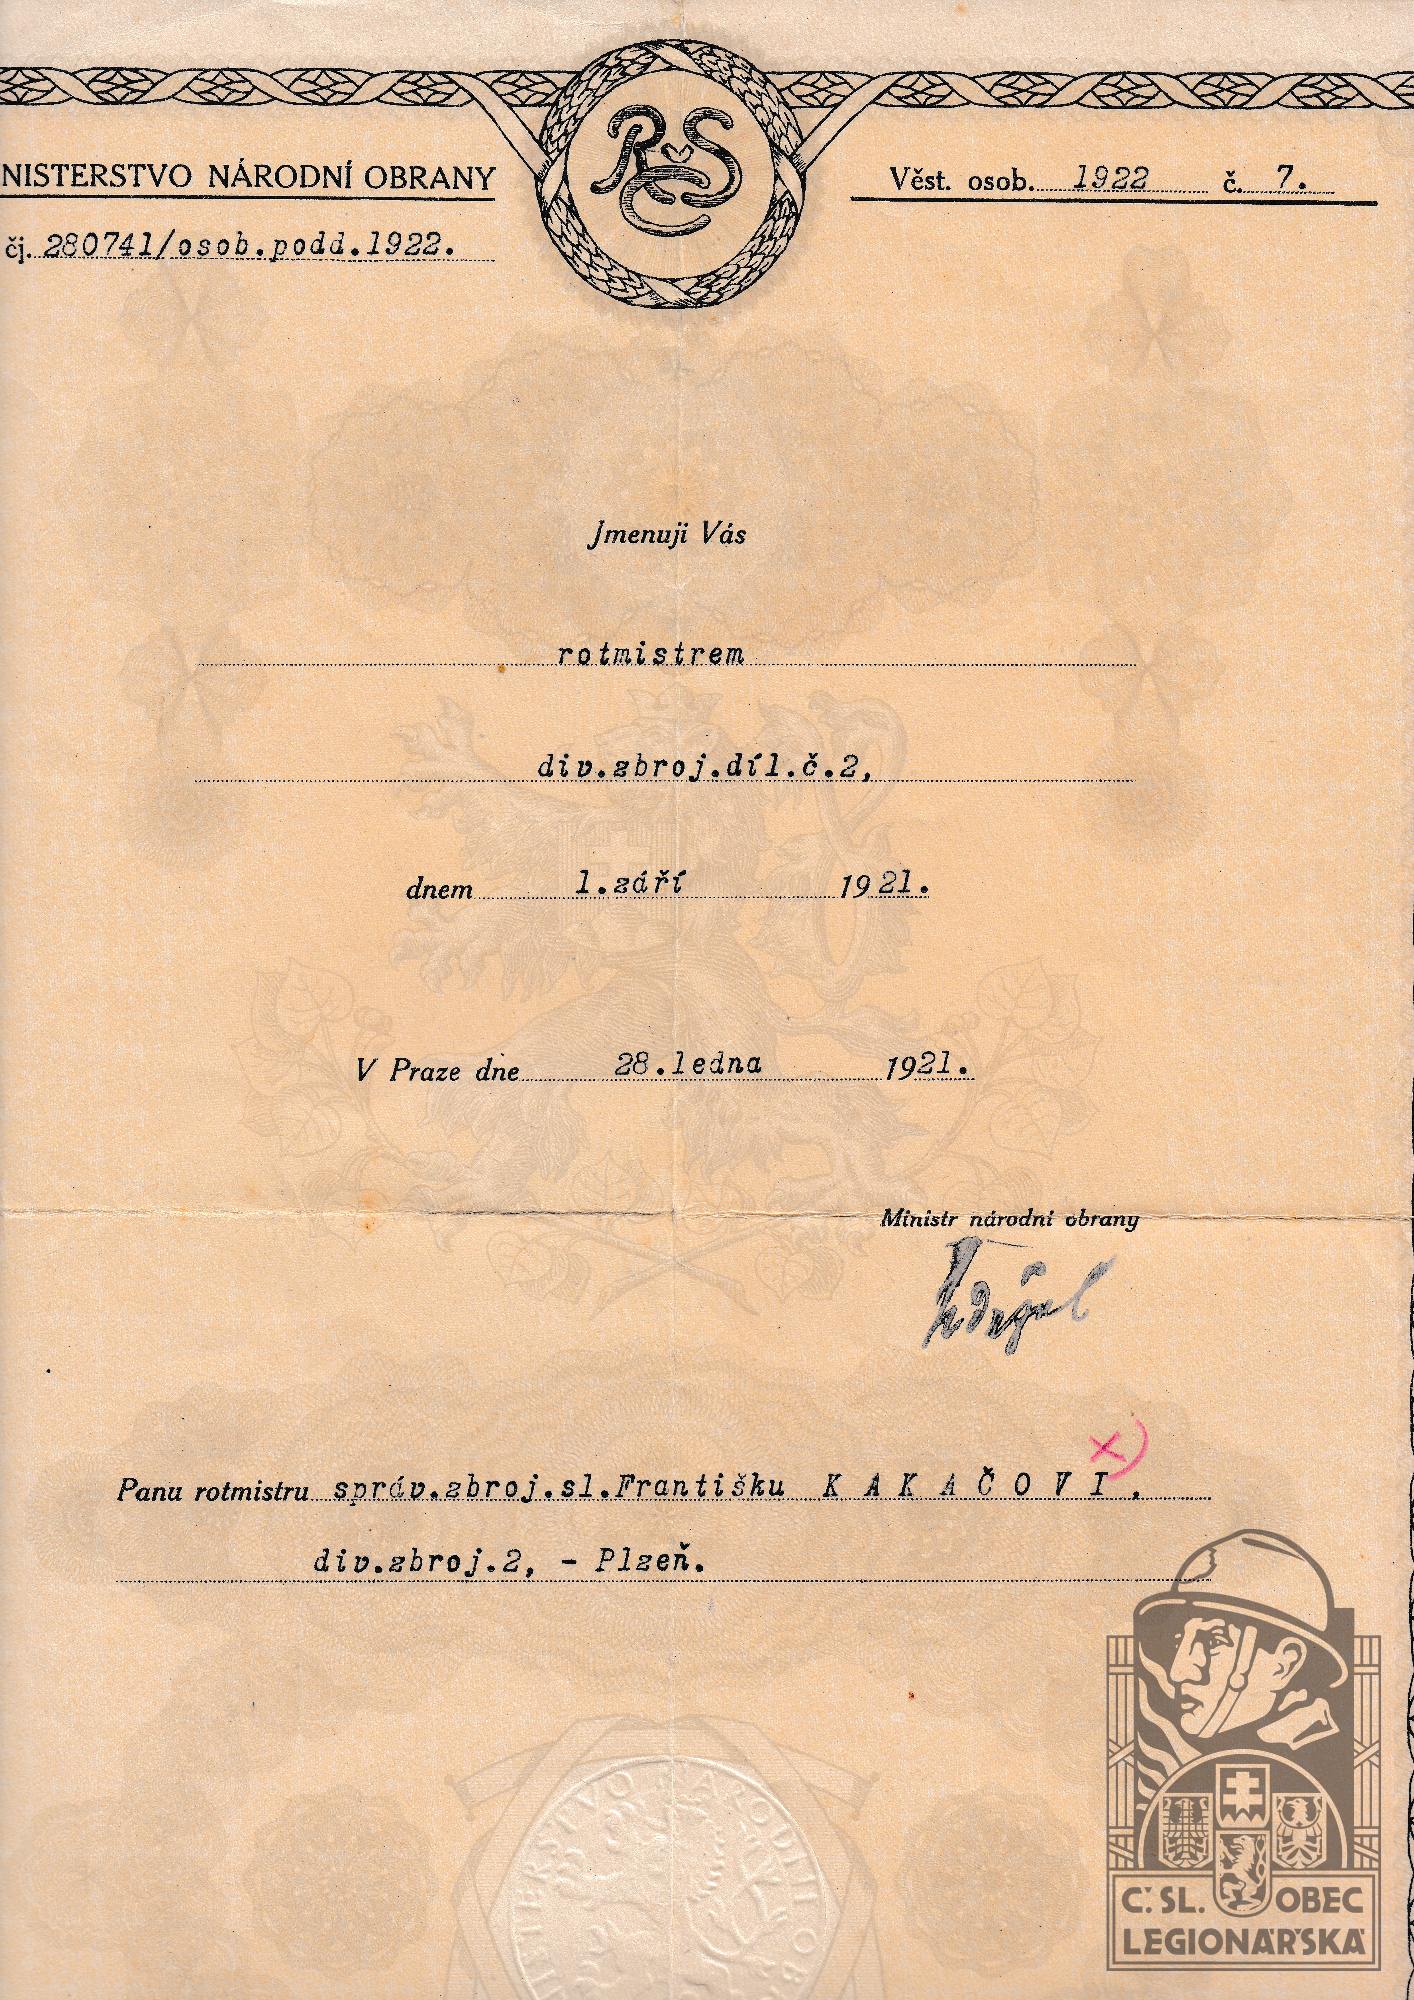 RČS
NISTERSTVO NÁRODNÍ OBRANY
Věst. osob. 1922 č. 7.
čj. 280741/osob.podd.1922.
Jmenuji Vás
rotmistrem
div.zbroj.díl.č.2,
dnem 1.září 1921.
V Praze dne 28.ledna 1921.
Ministr národní obrany
Panu rotmistru správ.zbroj.sl.Františku K A K A Č O V I,
div.zbroj.2, - Plzeň.
Č. SL. OBEC
LEGIONÁŘSKÁ